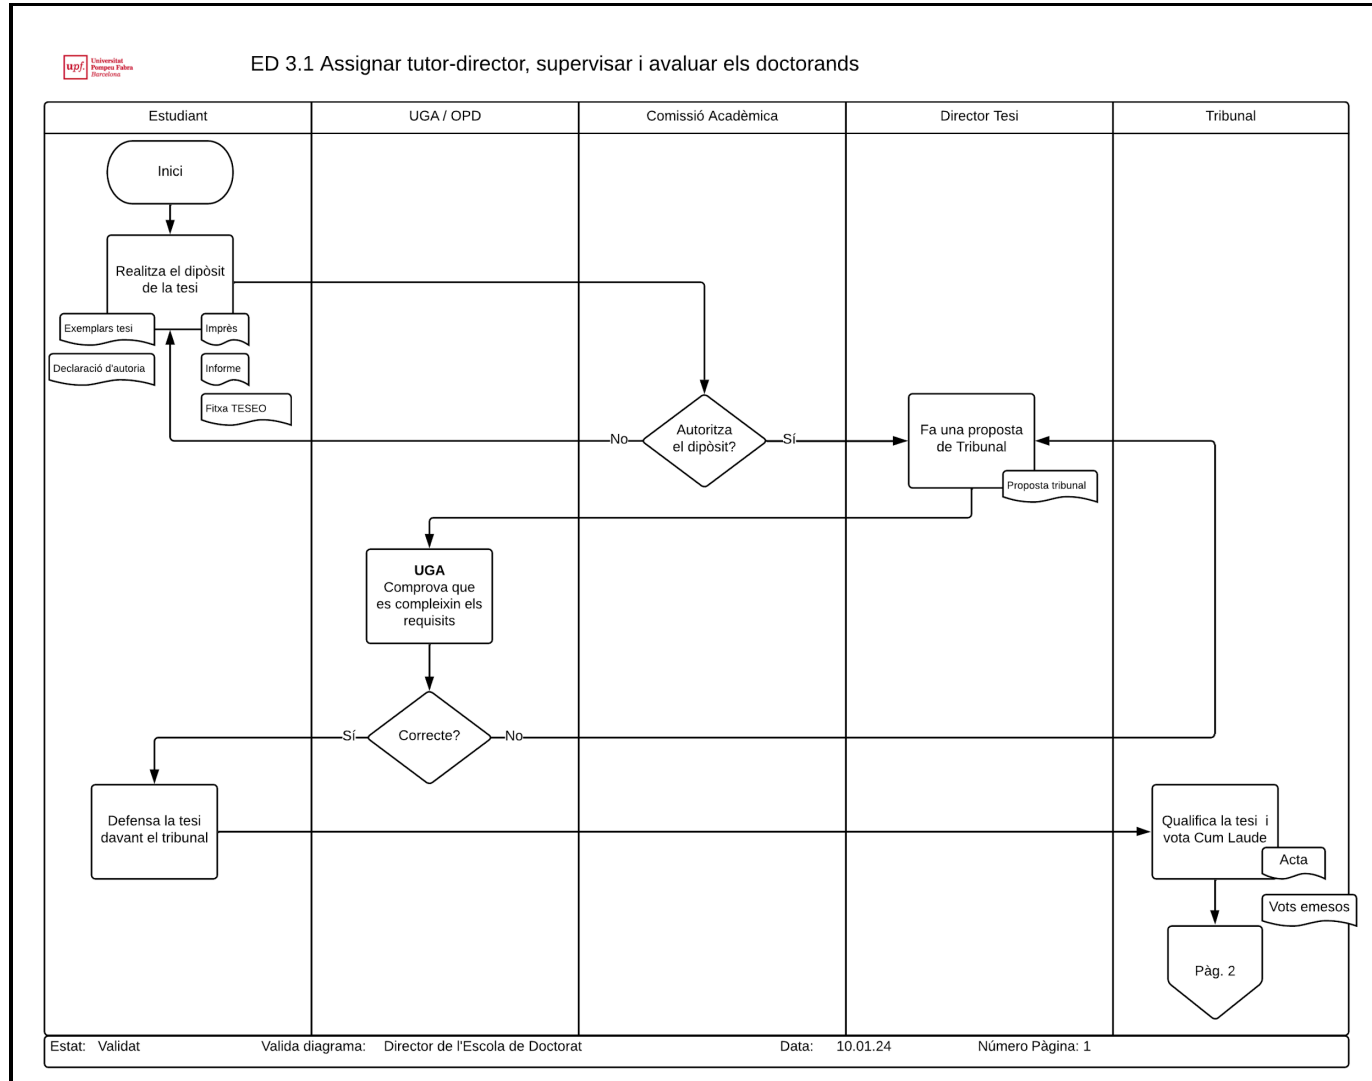 upf.
Universitat
Pompeu Fabra
Barcelona
ED 3.1 Assignar tutor-director, supervisar i avaluar els doctorands
Estudiant
UGA / OPD
Comissió Acadèmica
Director Tesi
Tribunal
Inici
Realitza el dipòsit
de la tesi
Exemplars tesi
Imprès
Declaració d'autoria
Informe
Fitxa TESEO
No
Autoritza
el dipòsit?
Sí
Fa una proposta
de Tribunal
Proposta tribunal
UGA
Comprova que
es compleixin els
requisits
Sí
Correcte?
No
Defensa la tesi
davant el tribunal
Qualifica la tesi i
vota Cum Laude
Acta
Vots emesos
Pàg. 2
Estat: Validat
Valida diagrama: Director de l'Escola de Doctorat
Data: 10.01.24
Número Pàgina: 1